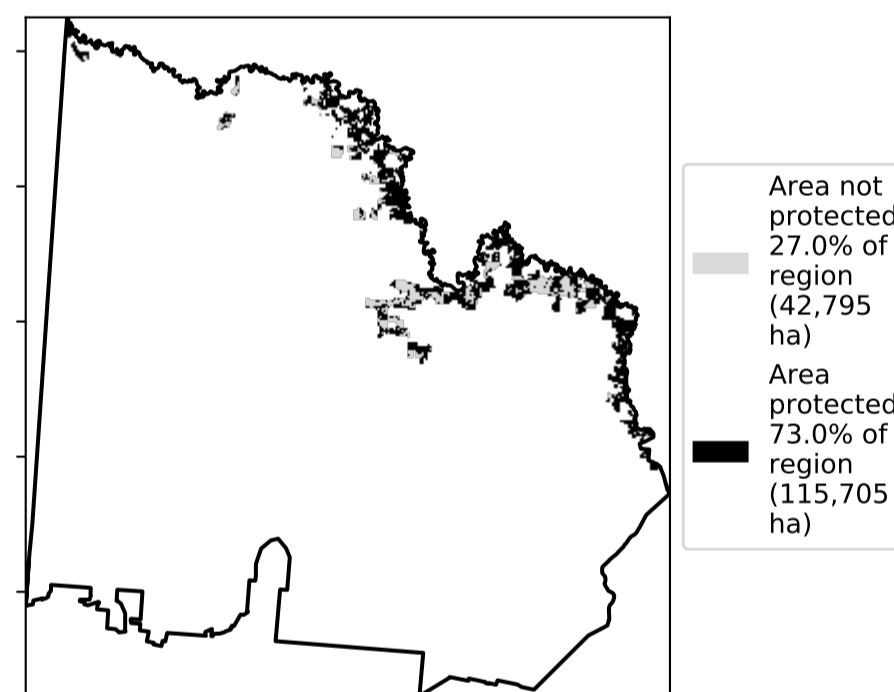 Area not
protected
27.0% of
region
(42,795
ha)
Area
protected
73.0% of
region
(115,705
ha)